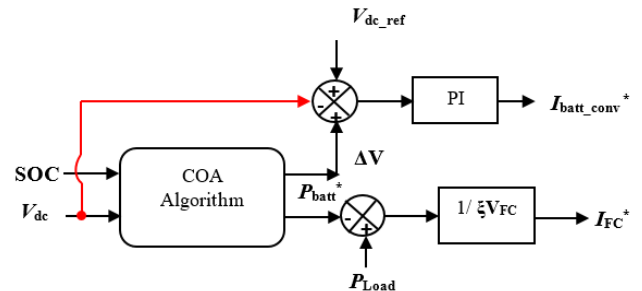 V_dc_ref
+
-
+
PI
I_batt_conv*
SOC
COA
Algorithm
ΔV
P_batt*
V_dc
-
+
1/ ξV_FC
I_FC*
P_Load